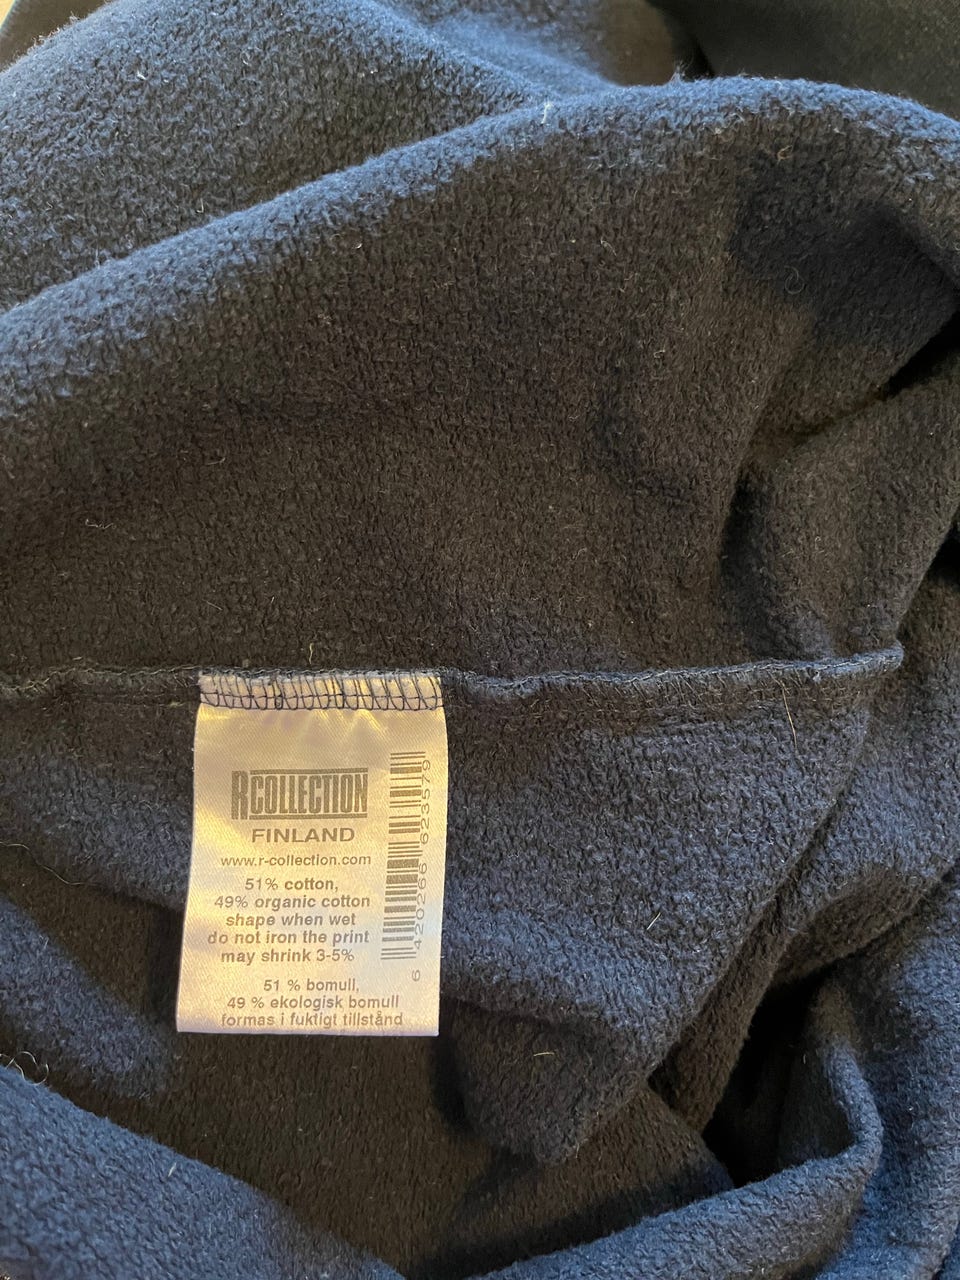 RCOLLECTION
FINLAND
www.r-collection.com
51% cotton,
49% organic cotton
shape when wet
do not iron the print
may shrink 3-5%
51 % bomull,
49 % ekologisk bomull
formas i fuktigt tillstånd
6 420266 623579